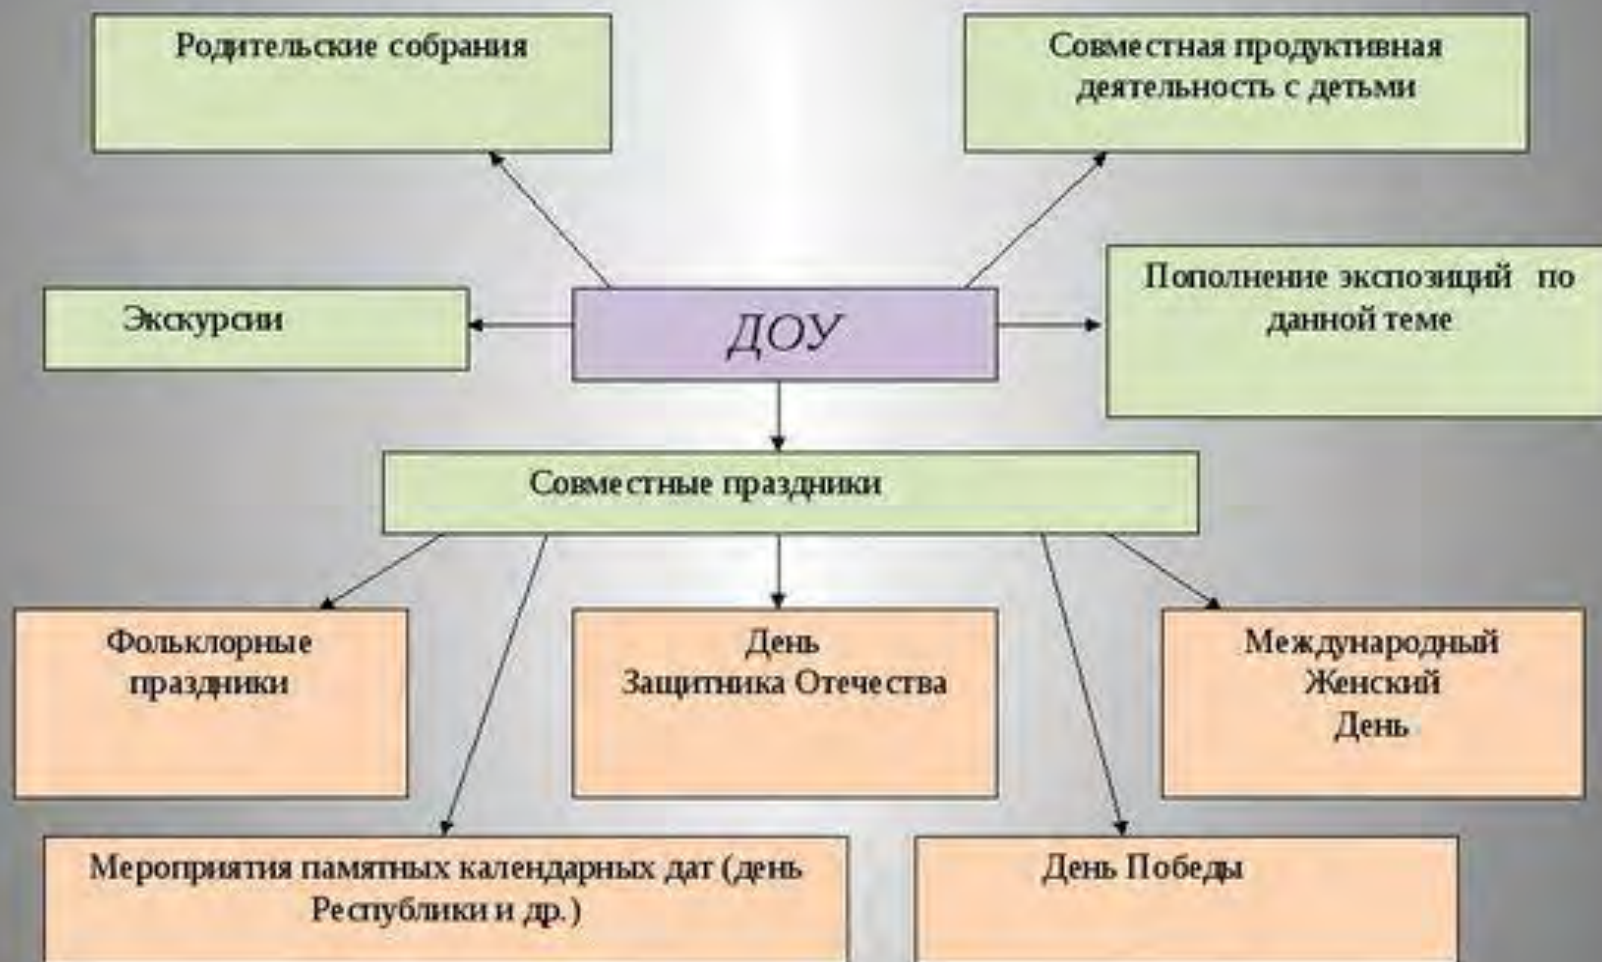 Родительские собрания
Совместная продуктивная
деятельность с детьми
Экскурсии
ДОУ
Пополнение экспозиций по
данной теме
Совместные праздники
Фольклорные
праздники
День
Защитника Отечества
Международный
Женский
День
Мероприятия памятных календарных дат (день
Республики и др.)
День Победы